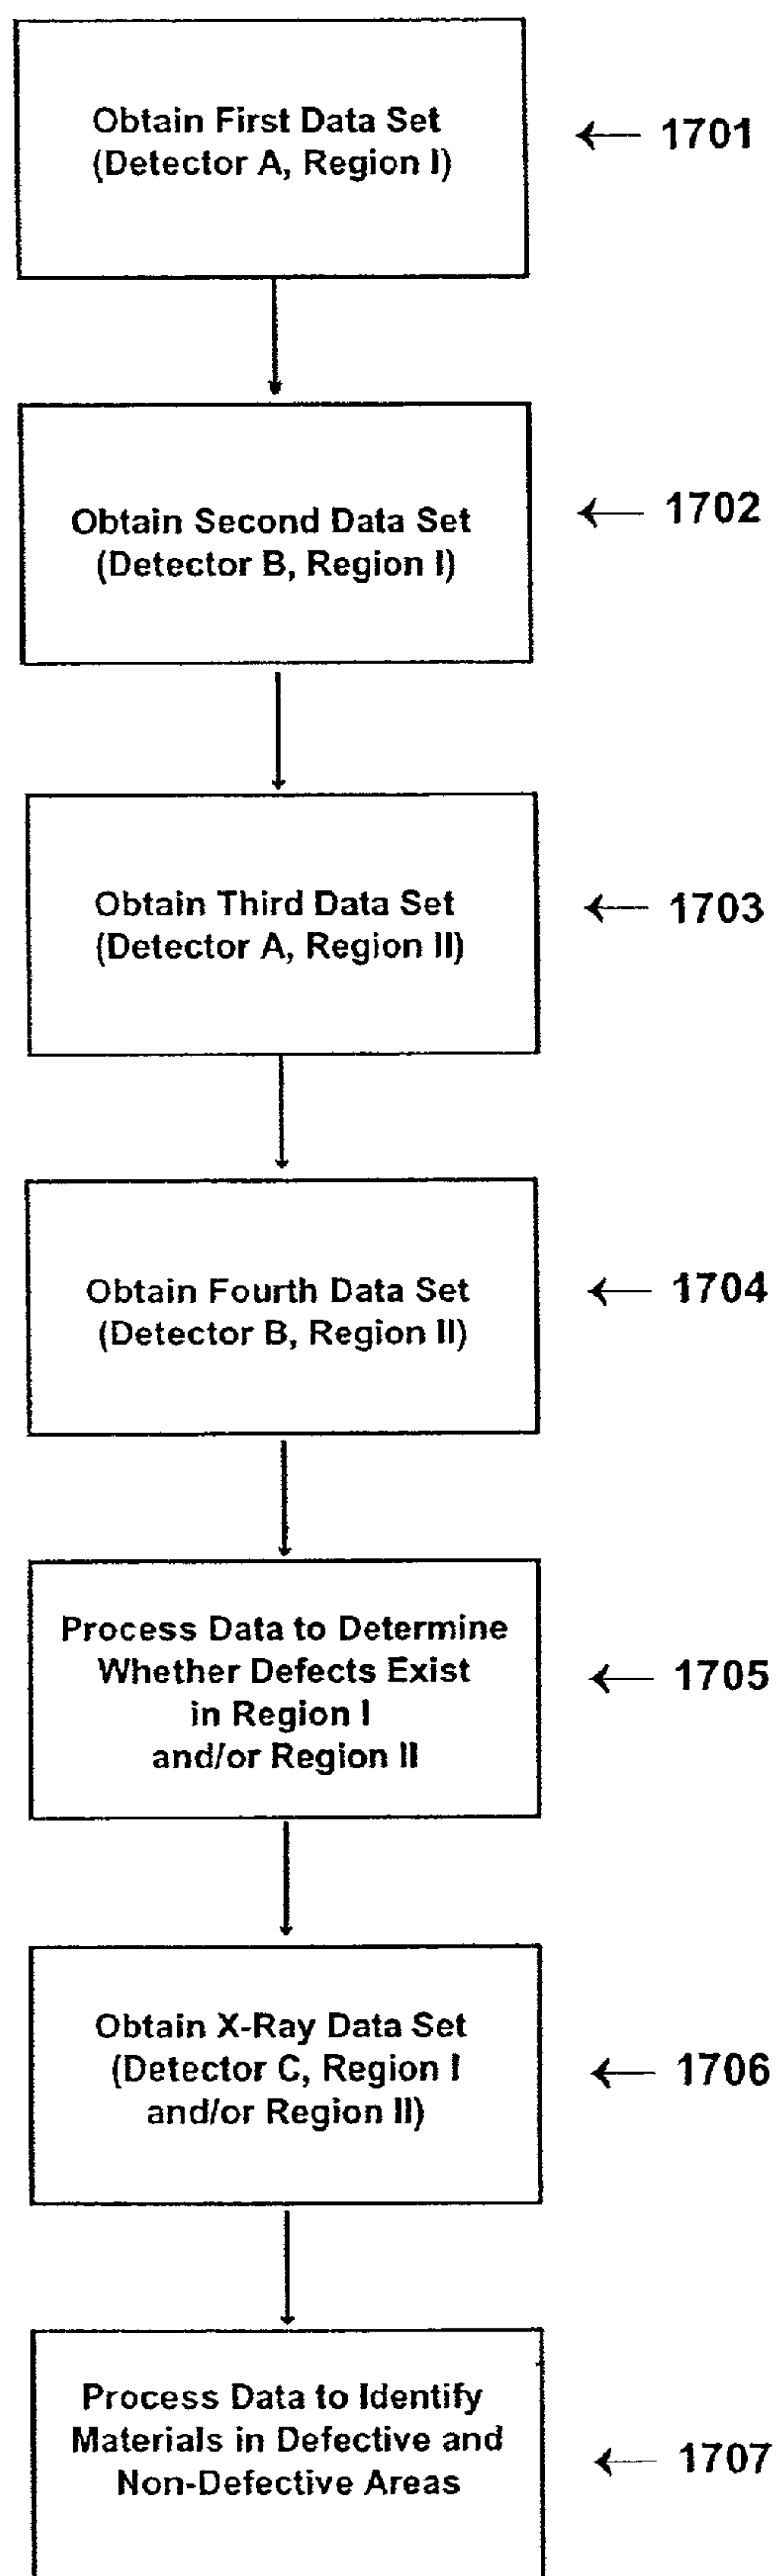 Obtain First Data Set
(Detector A, Region I)
1701
Obtain Second Data Set
(Detector B, Region I)
1702
Obtain Third Data Set
(Detector A, Region II)
1703
Obtain Fourth Data Set
(Detector B, Region II)
1704
Process Data to Determine
Whether Defects Exist
in Region I
and/or Region II
1705
Obtain X-Ray Data Set
(Detector C, Region I
and/or Region II)
1706
Process Data to Identify
Materials in Defective and
Non-Defective Areas
1707